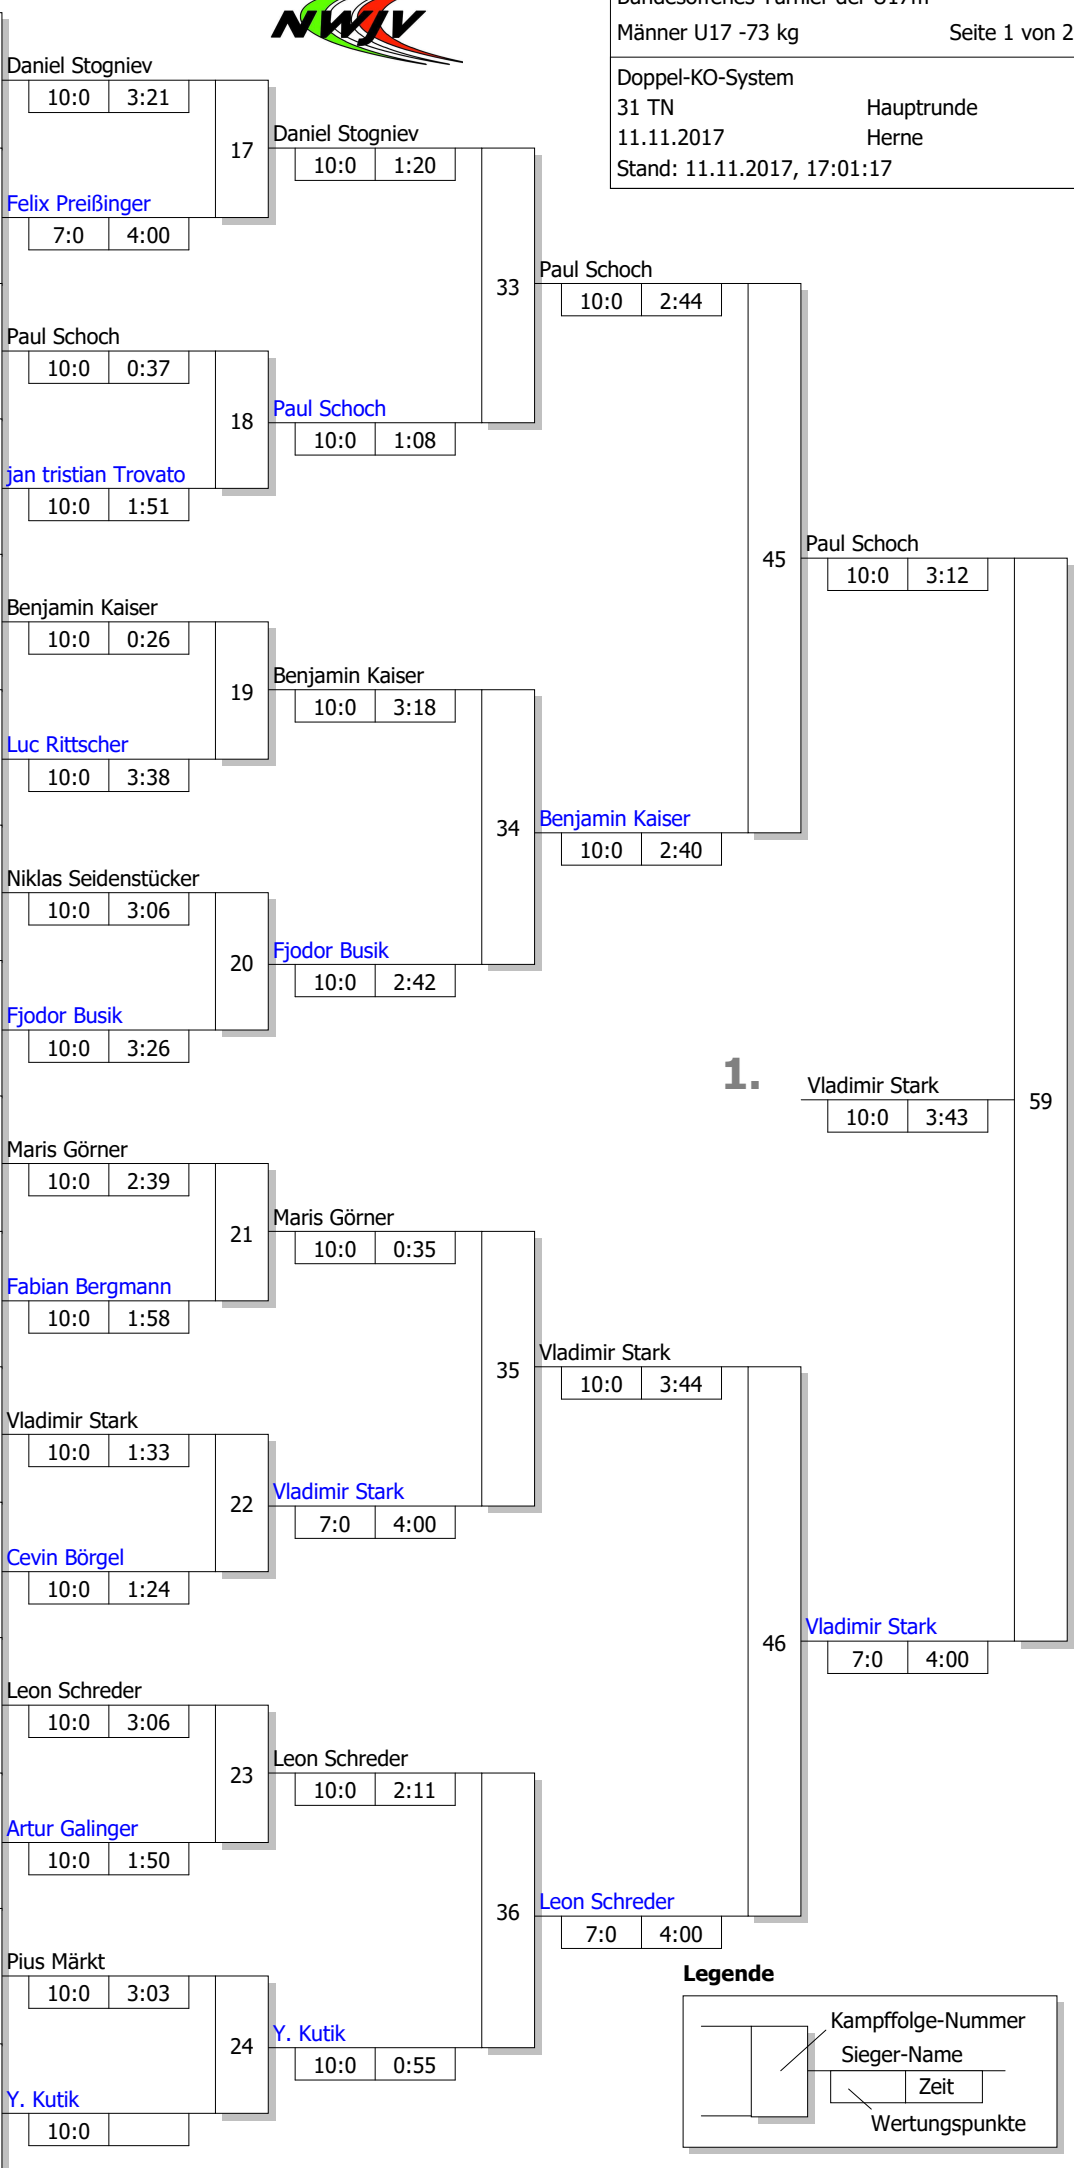 NWJV
Männer U17 -73 kg Seite 1 von 2
Doppel-KO-System
31 TN Hauptrunde
11.11.2017 Herne
Stand: 11.11.2017, 17:01:17
Daniel Stogniev
10:0 3:21
17
Daniel Stogniev
10:0 1:20
Felix Preißinger
7:0 4:00
33
Paul Schoch
10:0 2:44
Paul Schoch
10:0 0:37
18
Paul Schoch
10:0 1:08
jan tristian Trovato
10:0 1:51
45
Paul Schoch
10:0 3:12
Benjamin Kaiser
10:0 0:26
19
Benjamin Kaiser
10:0 3:18
Luc Rittscher
10:0 3:38
34
Benjamin Kaiser
10:0 2:40
Niklas Seidenstücker
10:0 3:06
20
Fjodor Busik
10:0 2:42
Fjodor Busik
10:0 3:26
1.
Vladimir Stark
10:0 3:43
59
Maris Görner
10:0 2:39
21
Maris Görner
10:0 0:35
Fabian Bergmann
10:0 1:58
35
Vladimir Stark
10:0 3:44
Vladimir Stark
10:0 1:33
22
Vladimir Stark
7:0 4:00
Cevin Börgel
10:0 1:24
46
Vladimir Stark
7:0 4:00
Leon Schreder
10:0 3:06
23
Leon Schreder
10:0 2:11
Artur Galinger
10:0 1:50
36
Leon Schreder
7:0 4:00
Pius Märkt
10:0 3:03
24
Y. Kutik
10:0 0:55
Y. Kutik
10:0
Legende
Kampffolge-Nummer
Sieger-Name
Zeit
Wertungspunkte